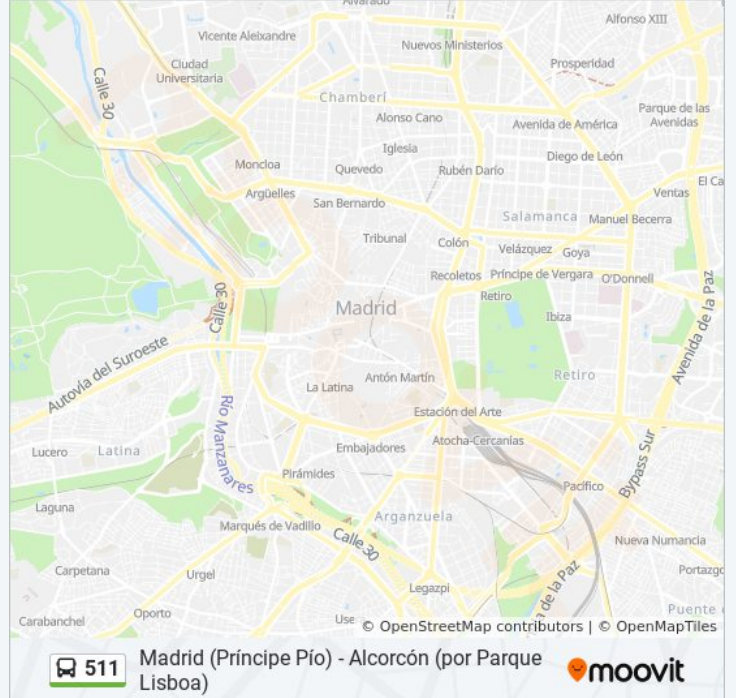 Alvarado
Alfonso XIII
Vicente Aleixandre
Nuevos Ministerios
Ciudad
Universitaria
Prosperidad
Calle 30
Chamberí
Parque de las
Avenidas
Alonso Cano
Avenida de América
Iglesia
Diego de León
Moncloa
Quevedo
Rubén Darío
El Ca
Argüelles
Ventas
San Bernardo
Salamanca
Manuel Becerra
Tribunal
Colón
Velázquez
Goya
Recoletos
Príncipe de Vergara
O'Donnell
Calle 30
Retiro
Madrid
Ibiza
Avenida de la Paz
Autovía del Suroeste
Retiro
La Latina
Antón Martín
Estación del Arte
Río Manzanares
Atocha-Cercanías
Lucero
Latina
Embajadores
Bypass Sur
Pirámides
Pacífico
Laguna
Arganzuela
Marqués de Vadillo
Calle 30
Nueva Numancia
Carpetana
Urgel
Portazgo
Legazpi
a de la Paz
Oporto
Puente
Carabanchel
Use
© OpenStreetMap contributors | © OpenMapTiles
511
Madrid (Príncipe Pío) - Alcorcón (por Parque
Lisboa)
moovit